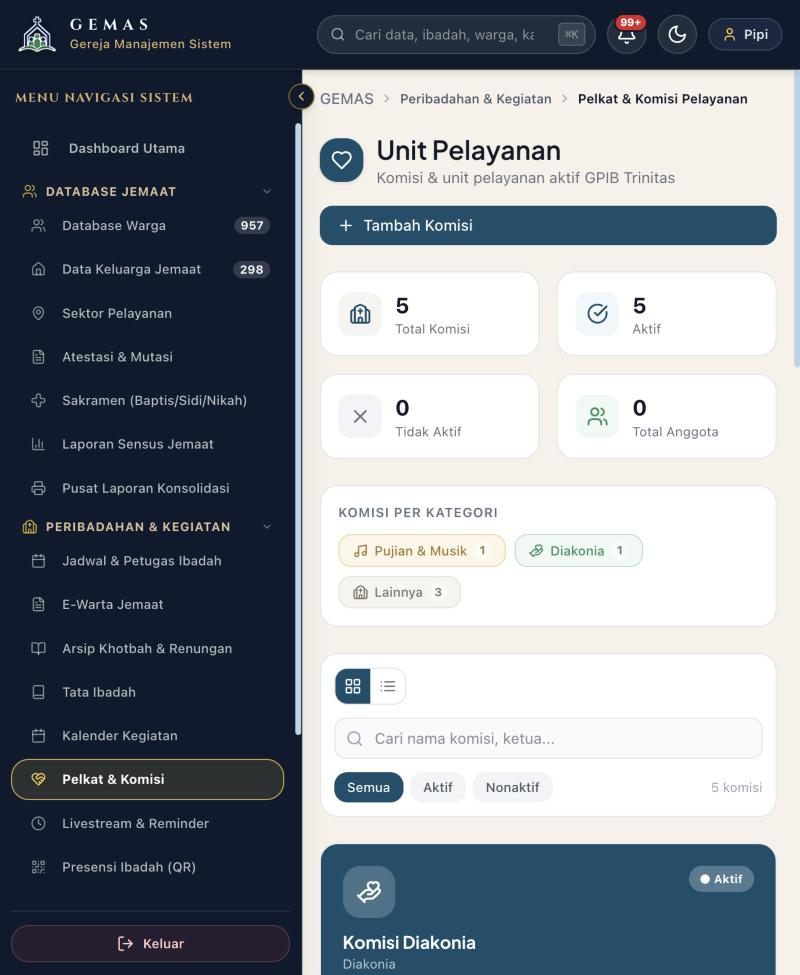 GEMAS
Gereja Manajemen Sistem
Cari data, ibadah, warga, ka
⌘K
99+
Pipi
MENU NAVIGASI SISTEM
Dashboard Utama
DATABASE JEMAAT
Database Warga 957
Data Keluarga Jemaat 298
Sektor Pelayanan
Atestasi & Mutasi
Sakramen (Baptis/Sidi/Nikah)
Laporan Sensus Jemaat
Pusat Laporan Konsolidasi
PERIBADAHAN & KEGIATAN
Jadwal & Petugas Ibadah
E-Warta Jemaat
Arsip Khotbah & Renungan
Tata Ibadah
Kalender Kegiatan
Pelkat & Komisi
Livestream & Reminder
Presensi Ibadah (QR)
Keluar
GEMAS > Peribadahan & Kegiatan > Pelkat & Komisi Pelayanan
Unit Pelayanan
Komisi & unit pelayanan aktif GPIB Trinitas
+ Tambah Komisi
5
Total Komisi
5
Aktif
0
Tidak Aktif
0
Total Anggota
KOMISI PER KATEGORI
Pujian & Musik 1
Diakonia 1
Lainnya 3
Cari nama komisi, ketua...
Semua Aktif Nonaktif 5 komisi
Aktif
Komisi Diakonia
Diakonia